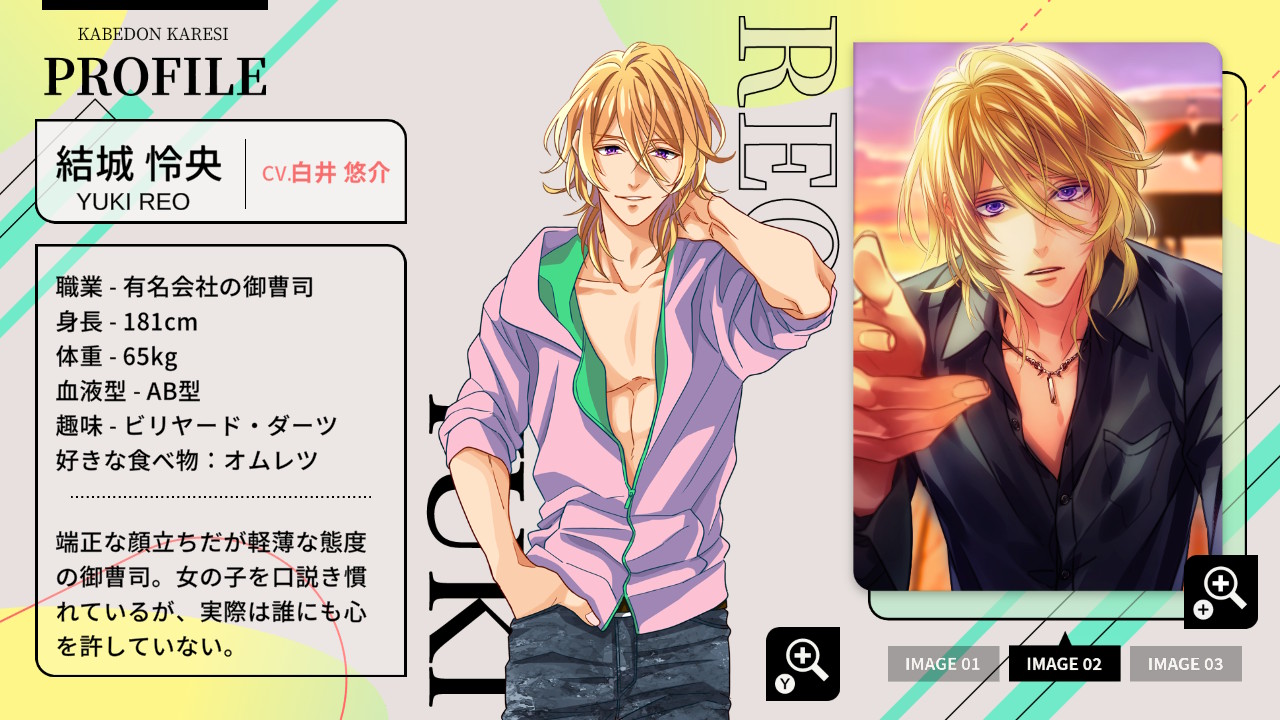 KABEDON KARESI
PROFILE
結城 怜央
YUKI REO
CV.白井 悠介
職業 - 有名会社の御曹司
身長 - 181cm
体重 - 65kg
血液型 - AB型
趣味 - ビリヤード・ダーツ
好きな食べ物：オムレツ
端正な顔立ちだが軽薄な態度
の御曹司。女の子を口説き慣
れているが、実際は誰にも心
を許していない。
YUKI
REO
Y
+
IMAGE 01
IMAGE 02
IMAGE 03